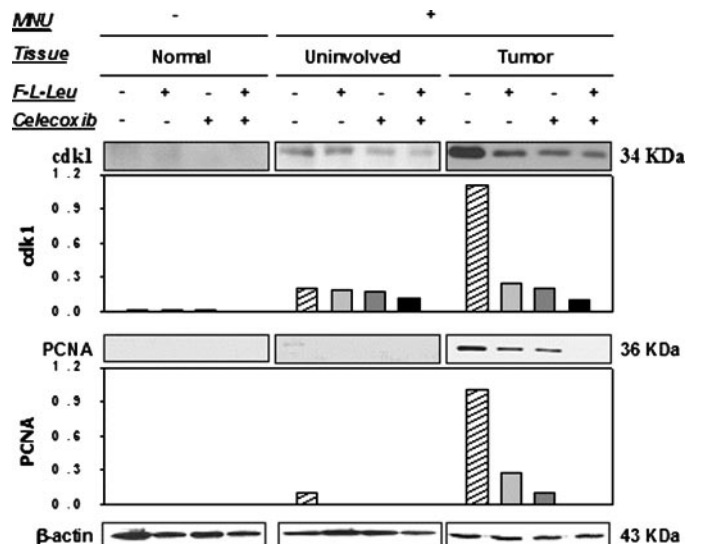 MNU - +
Tissue Normal Uninvolved Tumor
F-L-Leu - + - + - + - + - + - +
Celecoxib - - + + - - + + - - + +
cdk1 34 KDa
1.2
0.9
0.6
0.3
0.0
cdk1
PCNA 36 KDa
1.2
0.9
0.6
0.3
0.0
PCNA
β-actin 43 KDa